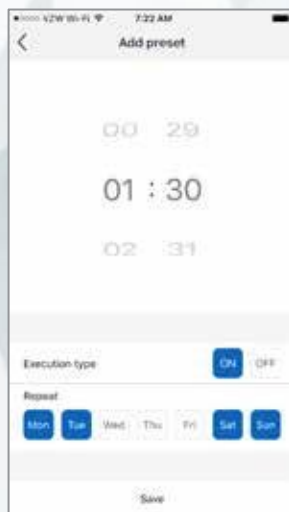 VZW Wi-Fi 7:22 AM
Add preset
00 29
01 : 30
02 31
Execution type ON OFF
Repeat
Mon Tue Wed Thu Fri Sat Sun
Save